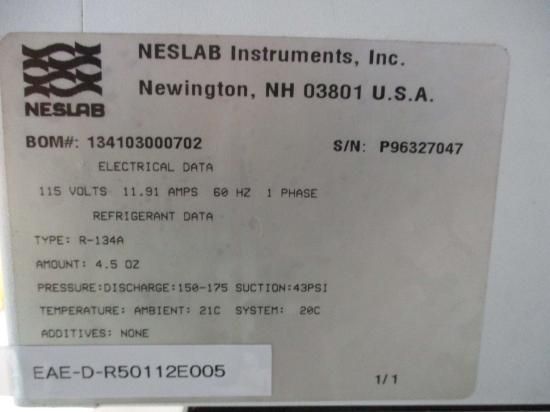 NESLAB
NESLAB Instruments, Inc.
Newington, NH 03801 U.S.A.
BOM#: 134103000702 S/N: P96327047
ELECTRICAL DATA
115 VOLTS 11.91 AMPS 60 HZ 1 PHASE
REFRIGERANT DATA
TYPE: R-134A
AMOUNT: 4.5 OZ
PRESSURE:DISCHARGE:150-175 SUCTION:43PSI
TEMPERATURE: AMBIENT: 21C SYSTEM: 20C
ADDITIVES: NONE
EAE-D-R50112E005
1/1